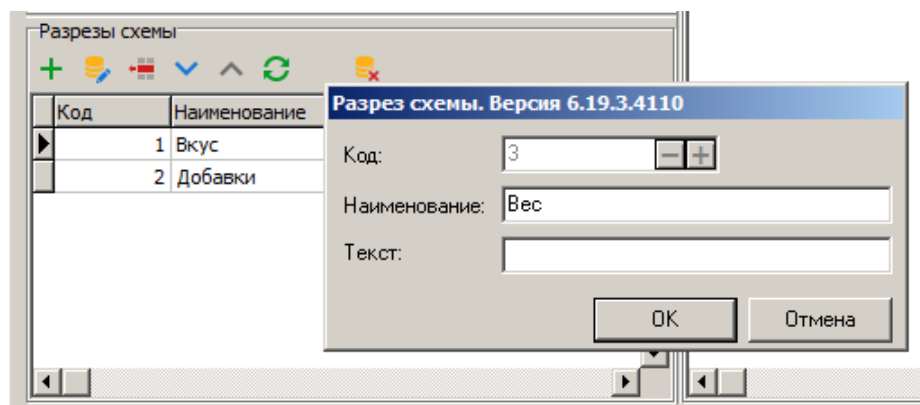 Разрезы схемы
Код Наименование
1 Вкус
2 Добавки
Разрез схемы. Версия 6.19.3.4110
Код: 3
Наименование: Вес
Текст:
OK Отмена